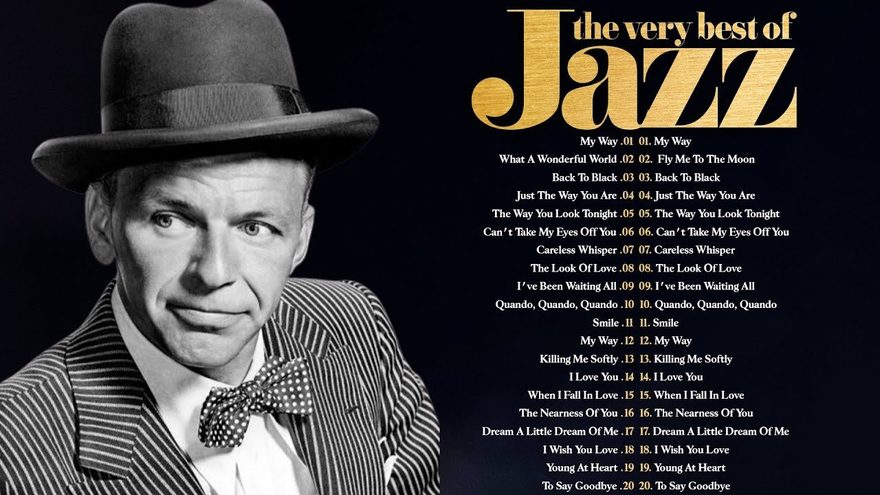 the very best of
Jazz
My Way .01 01. My Way
What A Wonderful World .02 02. Fly Me To The Moon
Back To Black .03 03. Back To Black
Just The Way You Are .04 04. Just The Way You Are
The Way You Look Tonight .05 05. The Way You Look Tonight
Can't Take My Eyes Off You .06 06. Can't Take My Eyes Off You
Careless Whisper .07 07. Careless Whisper
The Look Of Love .08 08. The Look Of Love
I've Been Waiting All .09 09. I've Been Waiting All
Quando, Quando, Quando .10 10. Quando, Quando, Quando
Smile .11 11. Smile
My Way .12 12. My Way
Killing Me Softly .13 13. Killing Me Softly
I Love You .14 14. I Love You
When I Fall In Love .15 15. When I Fall In Love
The Nearness Of You .16 16. The Nearness Of You
Dream A Little Dream Of Me .17 17. Dream A Little Dream Of Me
I Wish You Love .18 18. I Wish You Love
Young At Heart .19 19. Young At Heart
To Say Goodbye .20 20. To Say Goodbye